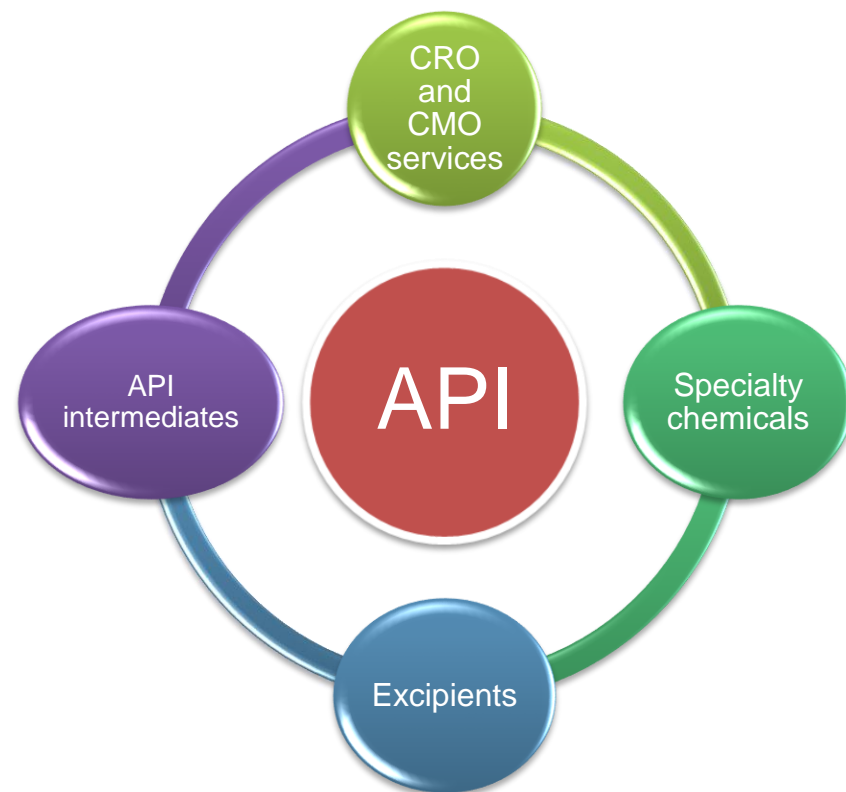 CRO
and
CMO
services
API
intermediates
API
Specialty
chemicals
Excipients